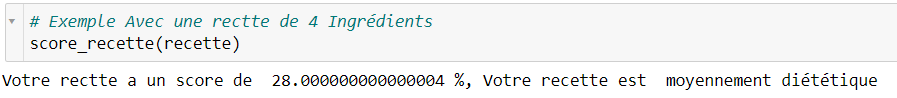 # Exemple Avec une rectte de 4 Ingrédients
score_recette(recette)
Votre rectte a un score de  28.000000000000004 %, Votre recette est  moyennement diététique